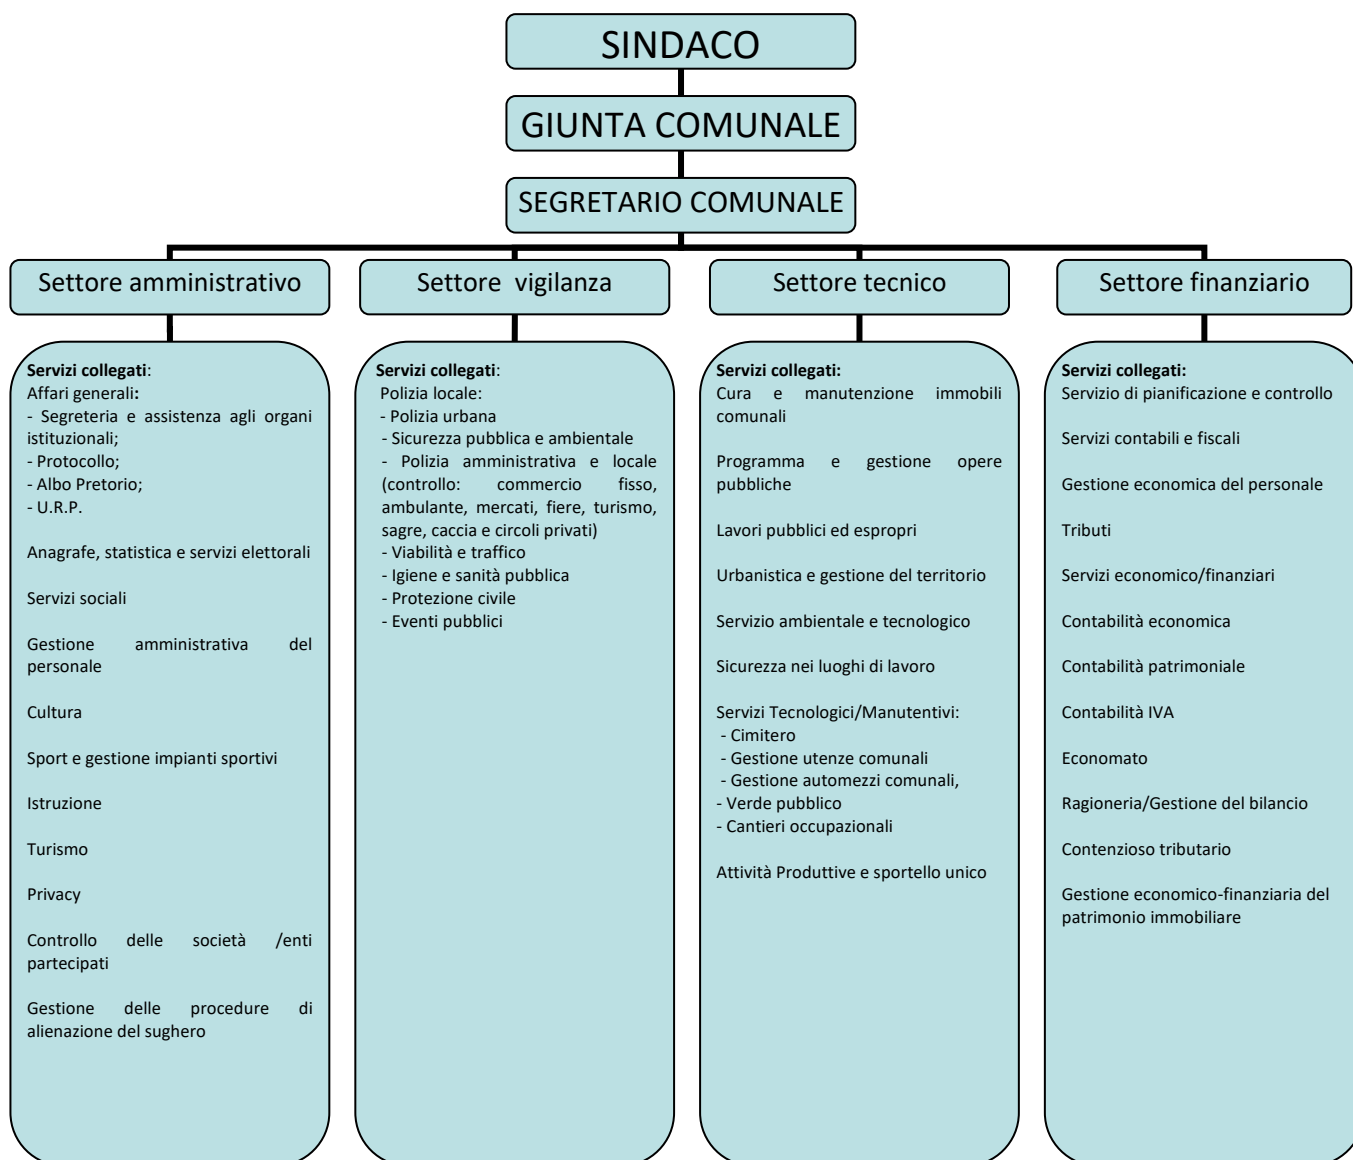 SINDACO
GIUNTA COMUNALE
SEGRETARIO COMUNALE
Settore amministrativo
Settore vigilanza
Settore tecnico
Settore finanziario
Servizi collegati:
Affari generali:
- Segreteria e assistenza agli organi
istituzionali;
- Protocollo;
- Albo Pretorio;
- U.R.P.
Anagrafe, statistica e servizi elettorali
Servizi sociali
Gestione amministrativa del
personale
Cultura
Sport e gestione impianti sportivi
Istruzione
Turismo
Privacy
Controllo delle società /enti
partecipati
Gestione delle procedure di
alienazione del sughero
Servizi collegati:
Polizia locale:
- Polizia urbana
- Sicurezza pubblica e ambientale
- Polizia amministrativa e locale
(controllo: commercio fisso,
ambulante, mercati, fiere, turismo,
sagre, caccia e circoli privati)
- Viabilità e traffico
- Igiene e sanità pubblica
- Protezione civile
- Eventi pubblici
Servizi collegati:
Cura e manutenzione immobili
comunali
Programma e gestione opere
pubbliche
Lavori pubblici ed espropri
Urbanistica e gestione del territorio
Servizio ambientale e tecnologico
Sicurezza nei luoghi di lavoro
Servizi Tecnologici/Manutentivi:
- Cimitero
- Gestione utenze comunali
- Gestione automezzi comunali,
- Verde pubblico
- Cantieri occupazionali
Attività Produttive e sportello unico
Servizi collegati:
Servizio di pianificazione e controllo
Servizi contabili e fiscali
Gestione economica del personale
Tributi
Servizi economico/finanziari
Contabilità economica
Contabilità patrimoniale
Contabilità IVA
Economato
Ragioneria/Gestione del bilancio
Contenzioso tributario
Gestione economico-finanziaria del
patrimonio immobiliare